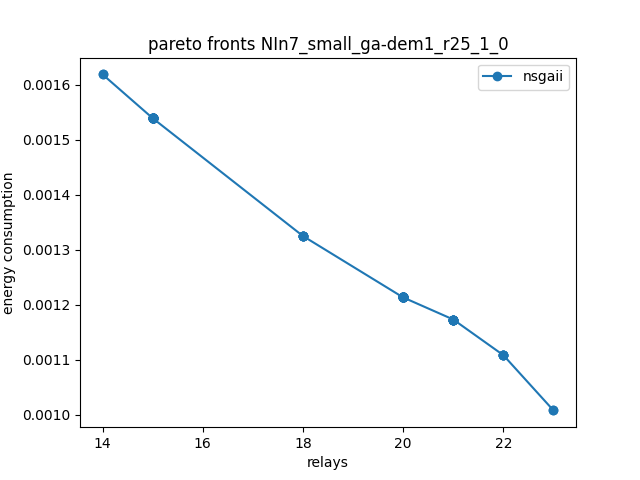 pareto fronts NIn7_small_ga-dem1_r25_1_0
nsgaii
0.0016
0.0015
0.0014
0.0013
0.0012
0.0011
0.0010
energy consumption
14 16 18 20 22
relays